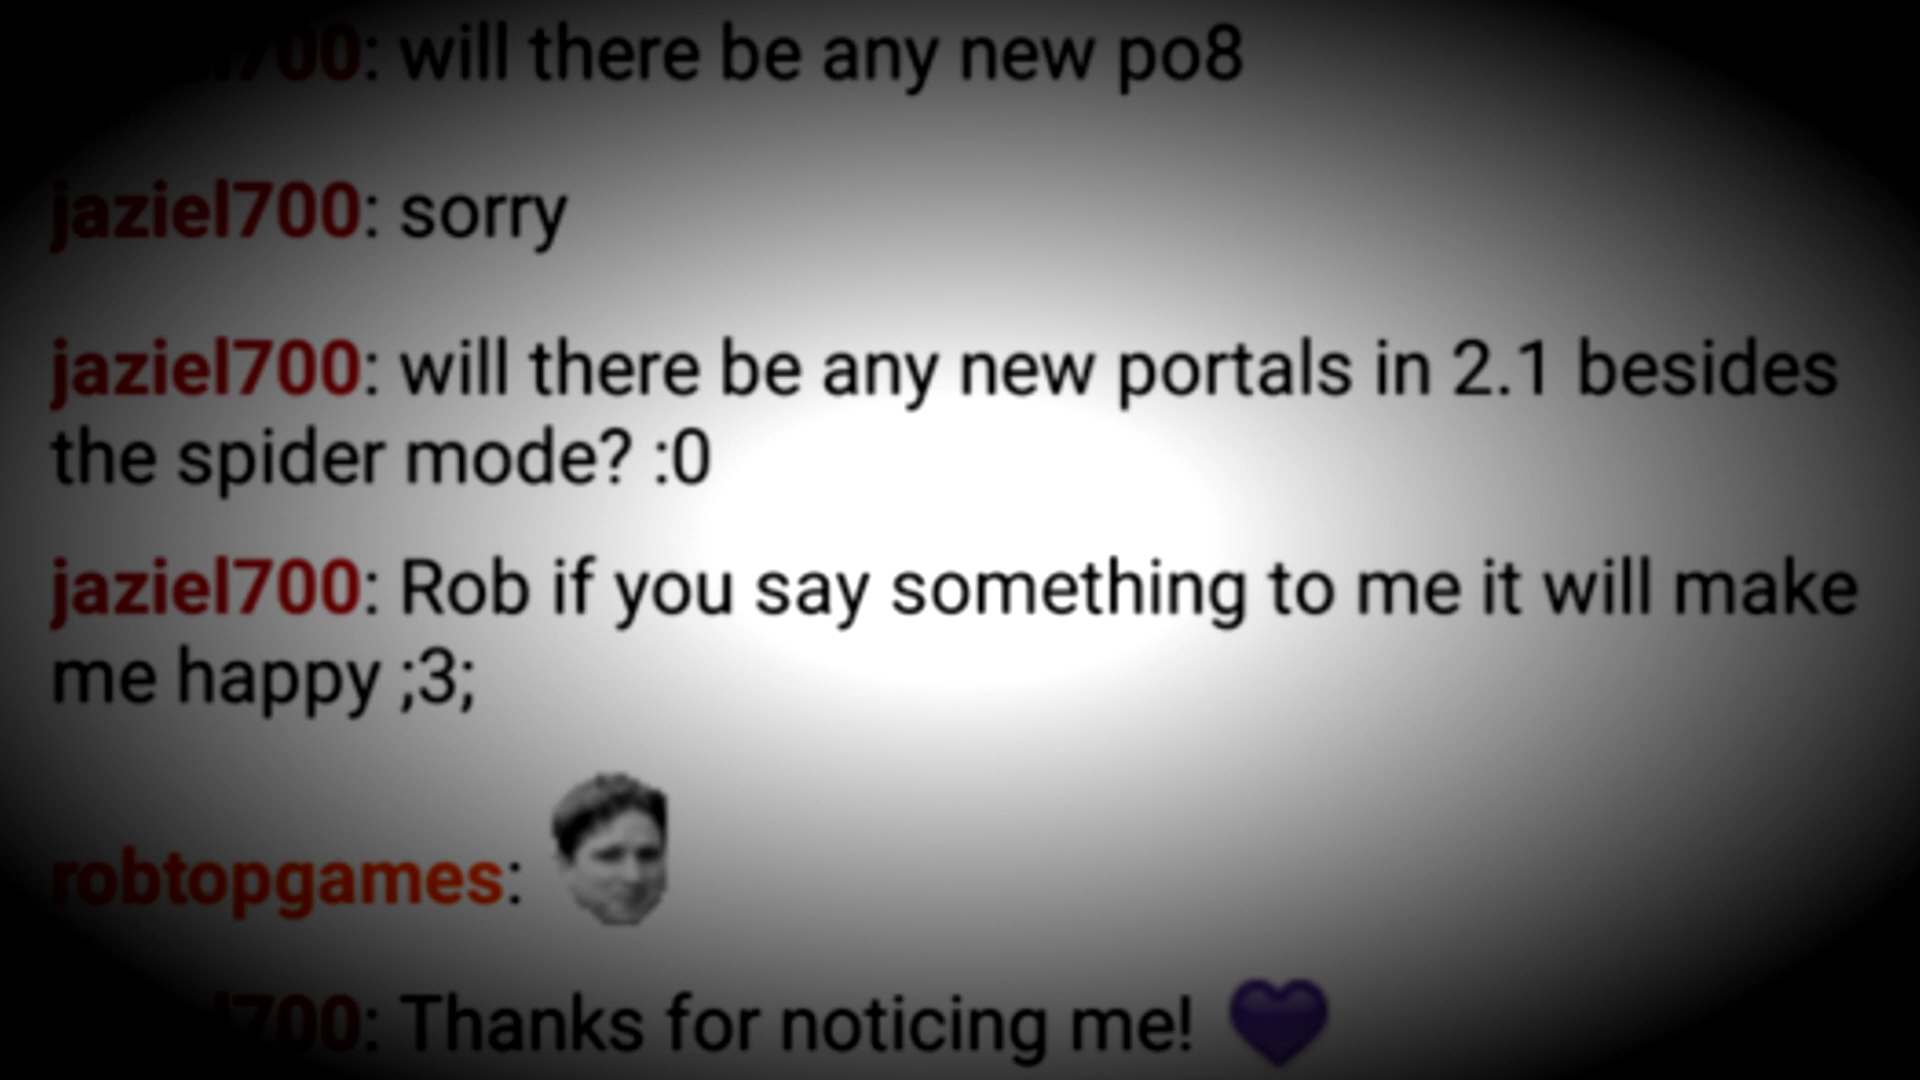 l700: will there be any new po8
jaziel700: sorry
jaziel700: will there be any new portals in 2.1 besides
the spider mode? :0
jaziel700: Rob if you say something to me it will make
me happy ;3;
robtopgames:
l700: Thanks for noticing me! 💜